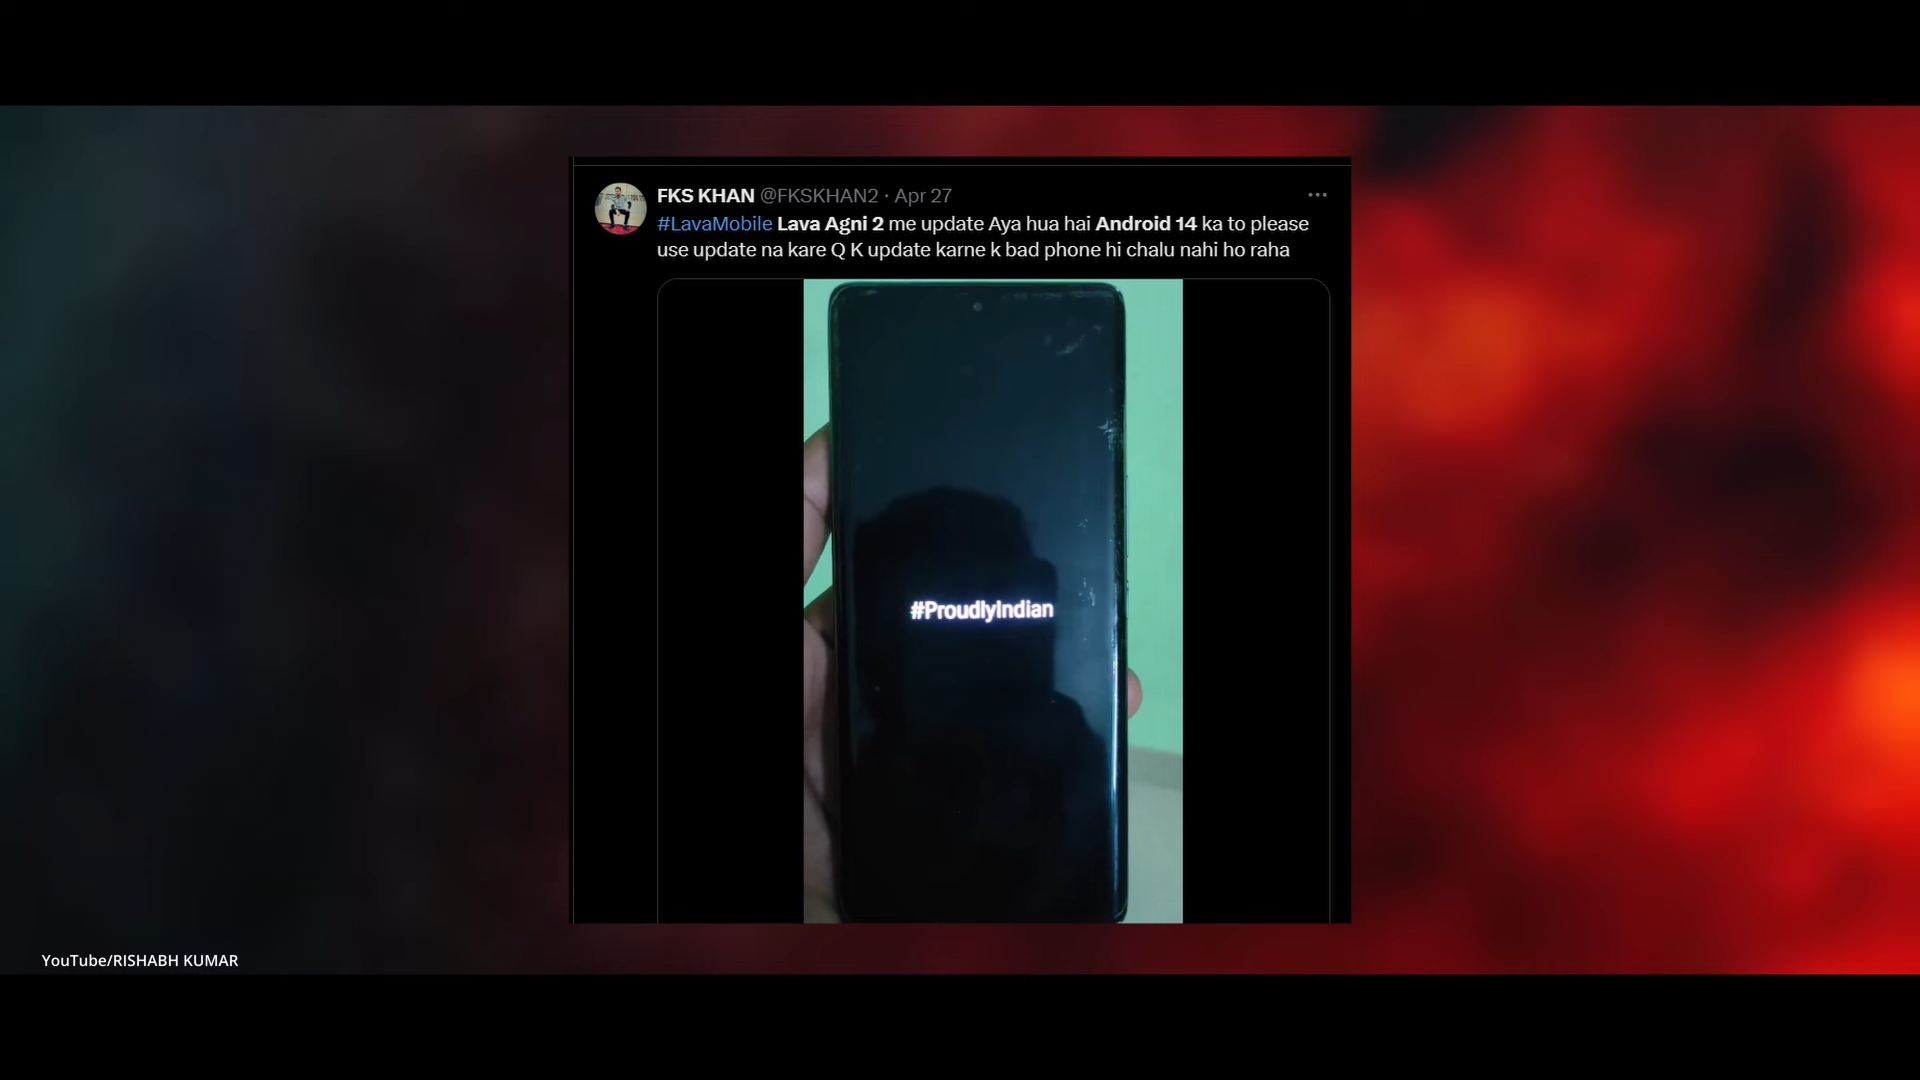 FKS KHAN @FKSKHAN2 · Apr 27
#LavaMobile Lava Agni 2 me update Aya hua hai Android 14 ka to please
use update na kare Q K update karne k bad phone hi chalu nahi ho raha
#ProudlyIndian
YouTube/RISHABH KUMAR